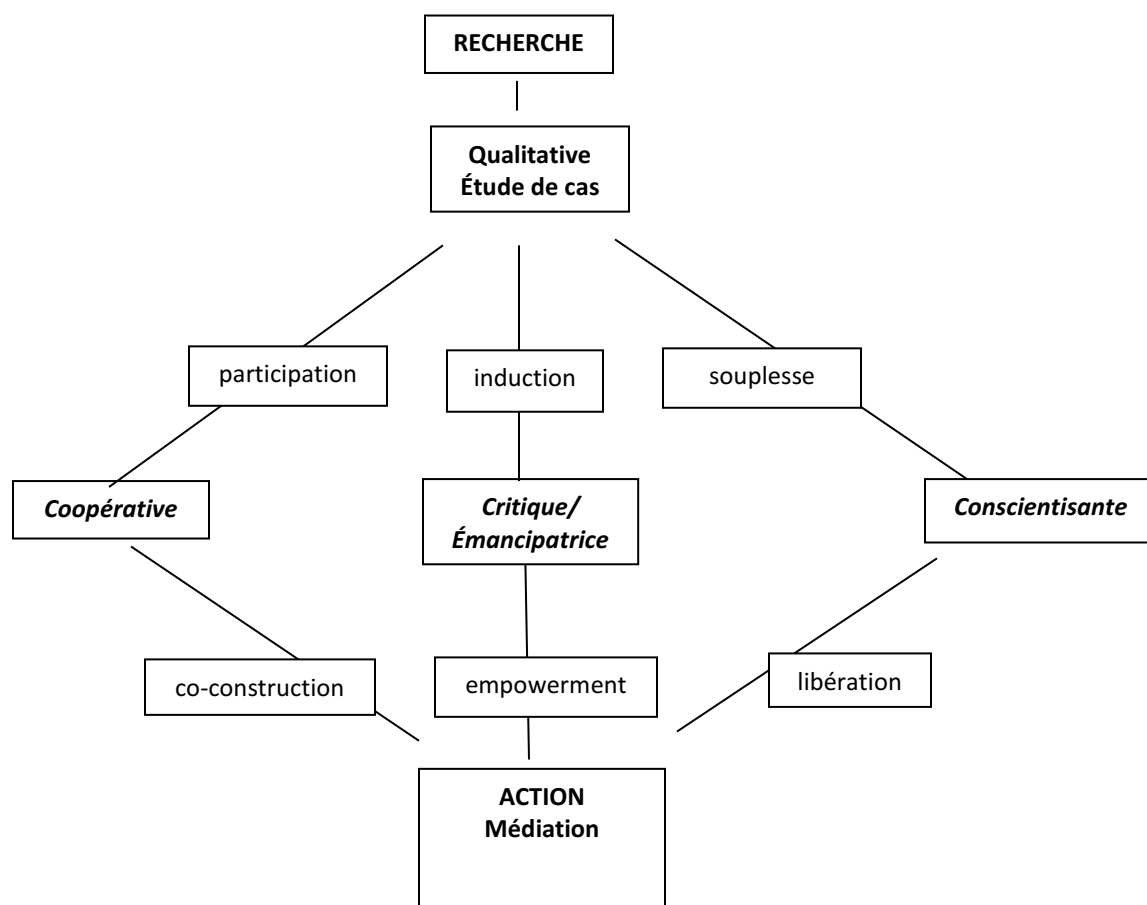 RECHERCHE
Qualitative
Étude de cas
participation
induction
souplesse
Coopérative
Critique/
Émancipatrice
Conscientisante
co-construction
empowerment
libération
ACTION
Médiation